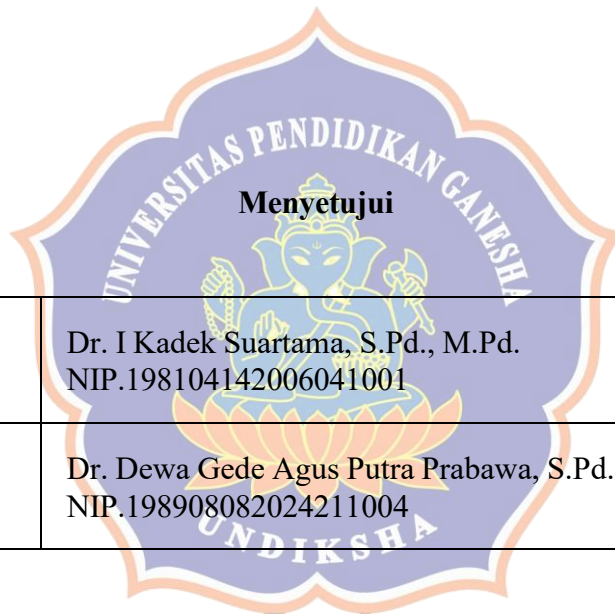 UNIVERSITAS PENDIDIKAN GANESHA
Menyetujui
Dr. I Kadek Suartama, S.Pd., M.Pd.
NIP.198104142006041001
Dr. Dewa Gede Agus Putra Prabawa, S.Pd.
NIP.198908082024211004
UNDIKSHA